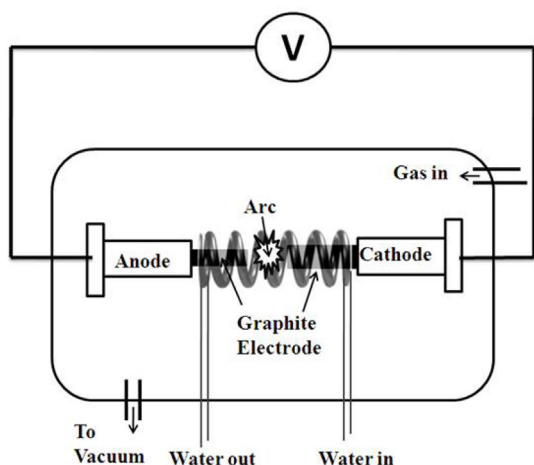 V
Gas in
Arc
Anode
Cathode
Graphite
Electrode
To
Vacuum
Water out
Water in